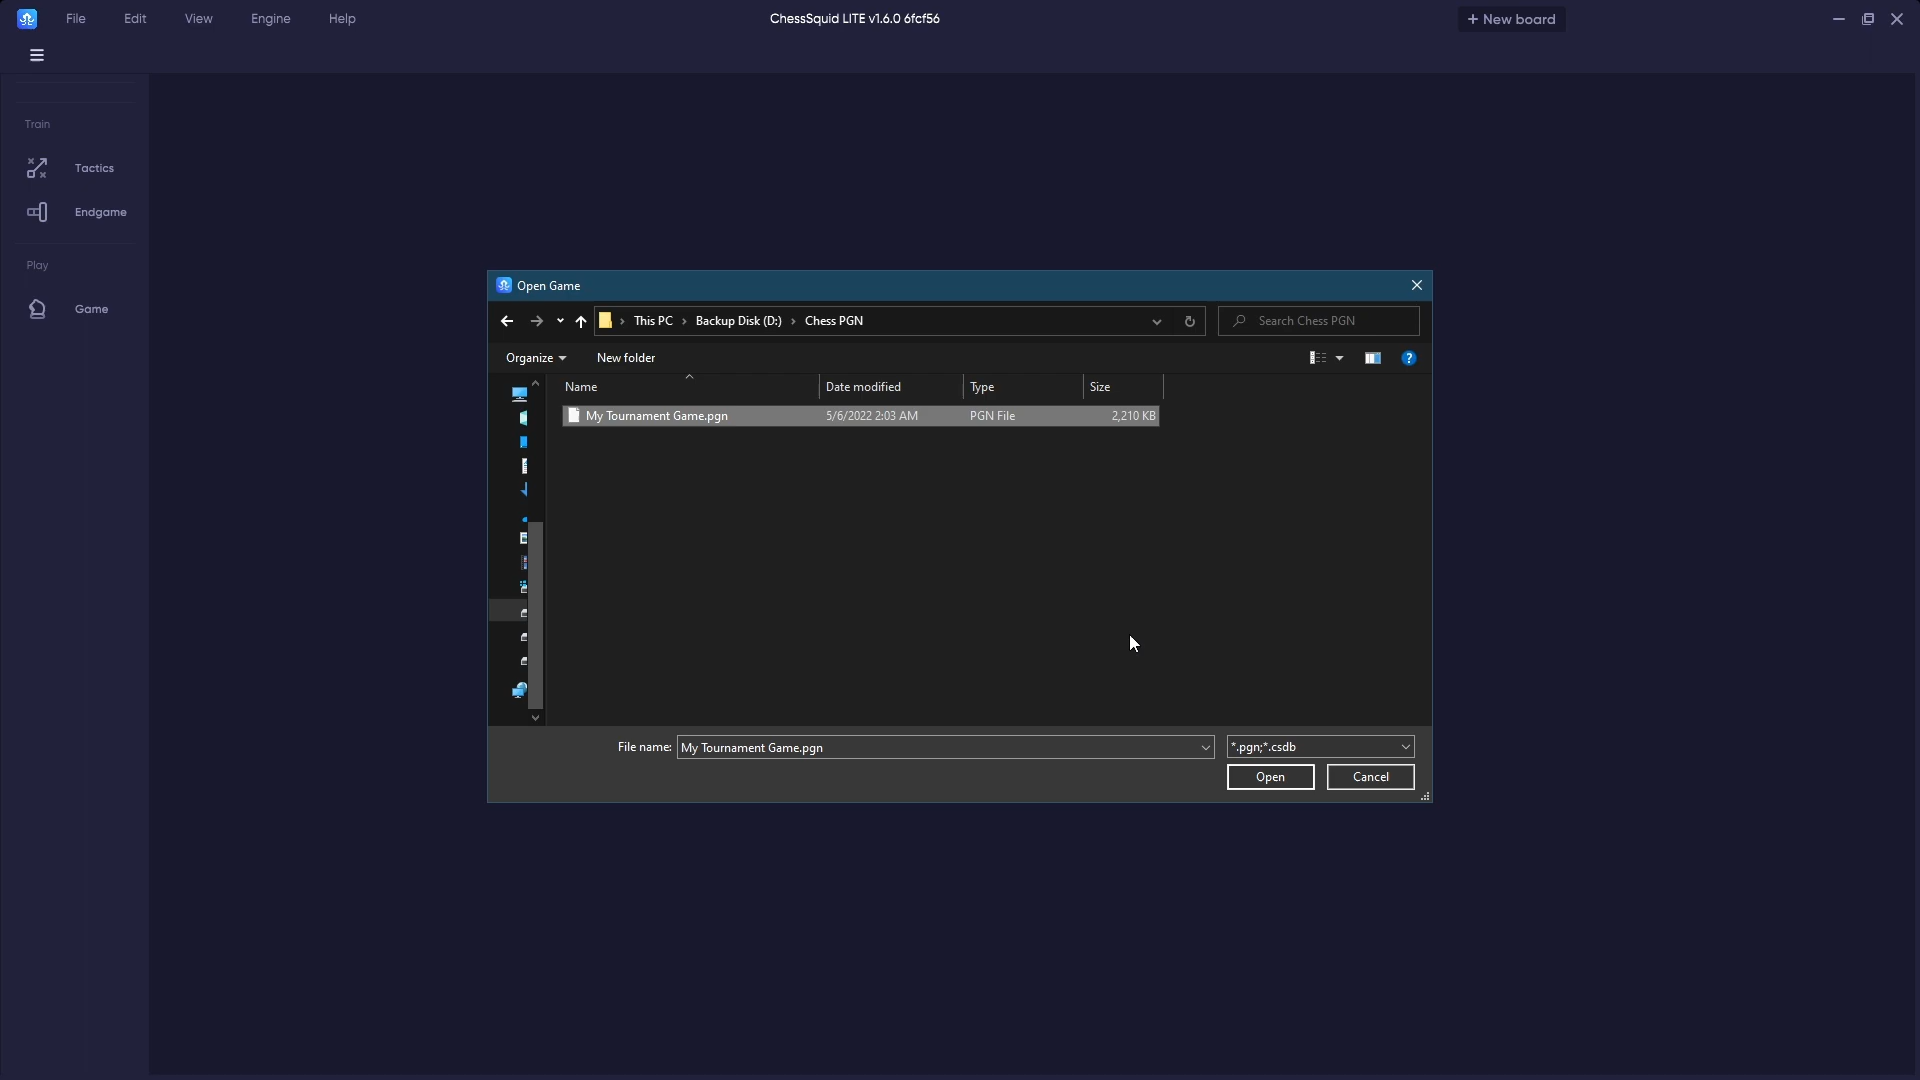 File Edit View Engine Help ChessSquid LITE v1.6.0 6fcf56 + New board
Train
Tactics
Endgame
Play
Game
Open Game
This PC > Backup Disk (D:) > Chess PGN Search Chess PGN
Organize New folder
Name Date modified Type Size
My Tournament Game.pgn 5/6/2022 2:03 AM PGN File 2,210 KB
File name: My Tournament Game.pgn *.pgn;*.csdb
Open Cancel